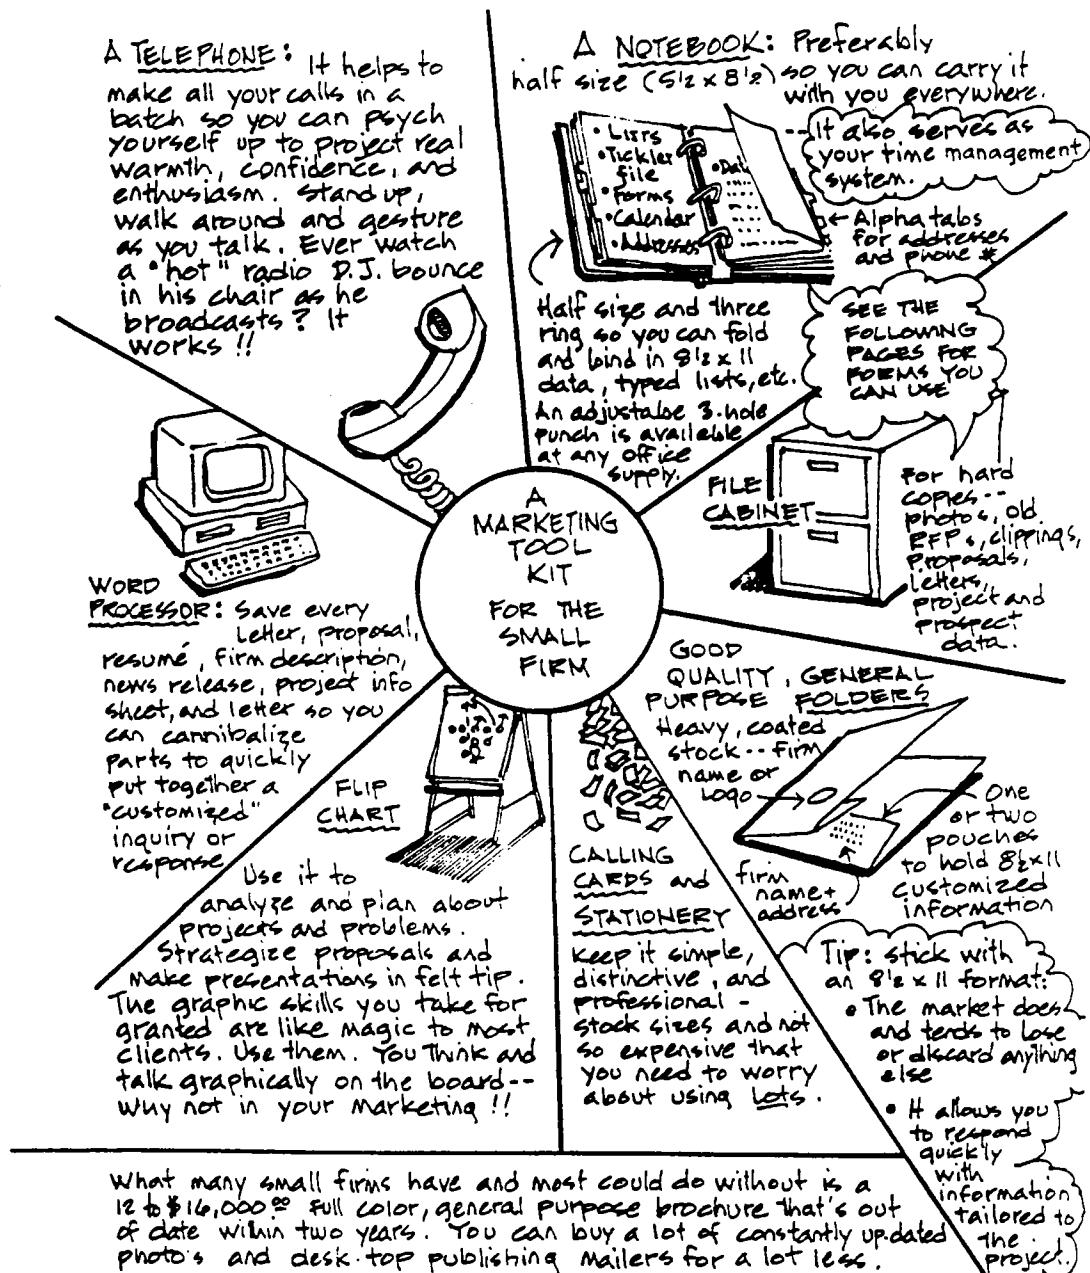 A TELEPHONE: It helps to
make all your calls in a
batch so you can psych
yourself up to project real
warmth, confidence, and
enthusiasm. Stand up,
walk around and gesture
as you talk. Ever watch
a "hot" radio D.J. bounce
in his chair as he
broadcasts? It
works!!
A NOTEBOOK: Preferably
half size (5½ x 8½) so you can carry it
with you everywhere.
--It also serves as
your time management
system.
• Lists
• Tickler
file
• Forms
• Calendar
• Addresses
← Alpha tabs
for addresses
and phone #
Half size and three
ring so you can fold
and bind in 8½ x 11
data, typed lists, etc.
An adjustabe 3-hole
punch is available
at any office
supply.
SEE THE
FOLLOWING
PAGES FOR
FORMS YOU
CAN USE
FILE
CABINET
For hard
copies--
photos, old
RFP's, clippings,
proposals,
letters,
project and
prospect
data.
A
MARKETING
TOOL
KIT
FOR THE
SMALL
FIRM
WORD
PROCESSOR: Save every
letter, proposal,
resumé, firm description,
news release, project info
sheet, and letter so you
can cannibalize
parts to quickly
put together a
"customized"
inquiry or
response
FLIP
CHART
Use it to
analyze and plan about
projects and problems.
Strategize proposals and
make presentations in felt tip.
The graphic skills you take for
granted are like magic to most
clients. Use them. You think and
talk graphically on the board--
why not in your marketing!!
CALLING
CARDS and
STATIONERY
Keep it simple,
distinctive, and
professional -
stock sizes and not
so expensive that
you need to worry
about using lots.
GOOD
QUALITY, GENERAL
PURPOSE FOLDERS
Heavy, coated
stock -- firm
name or
logo
One
or two
pouches
to hold 8½x11
customized
information
firm
name+
address
Tip: stick with
an 8½ x 11 format:
• The market does
and tends to lose
or discard anything
else
• It allows you
to respond
quickly
with
information
tailored to
the
project.
What many small firms have and most could do without is a
12 to $16,000.00 full color, general purpose brochure that's out
of date within two years. You can buy a lot of constantly updated
photo's and desk-top publishing mailers for a lot less.